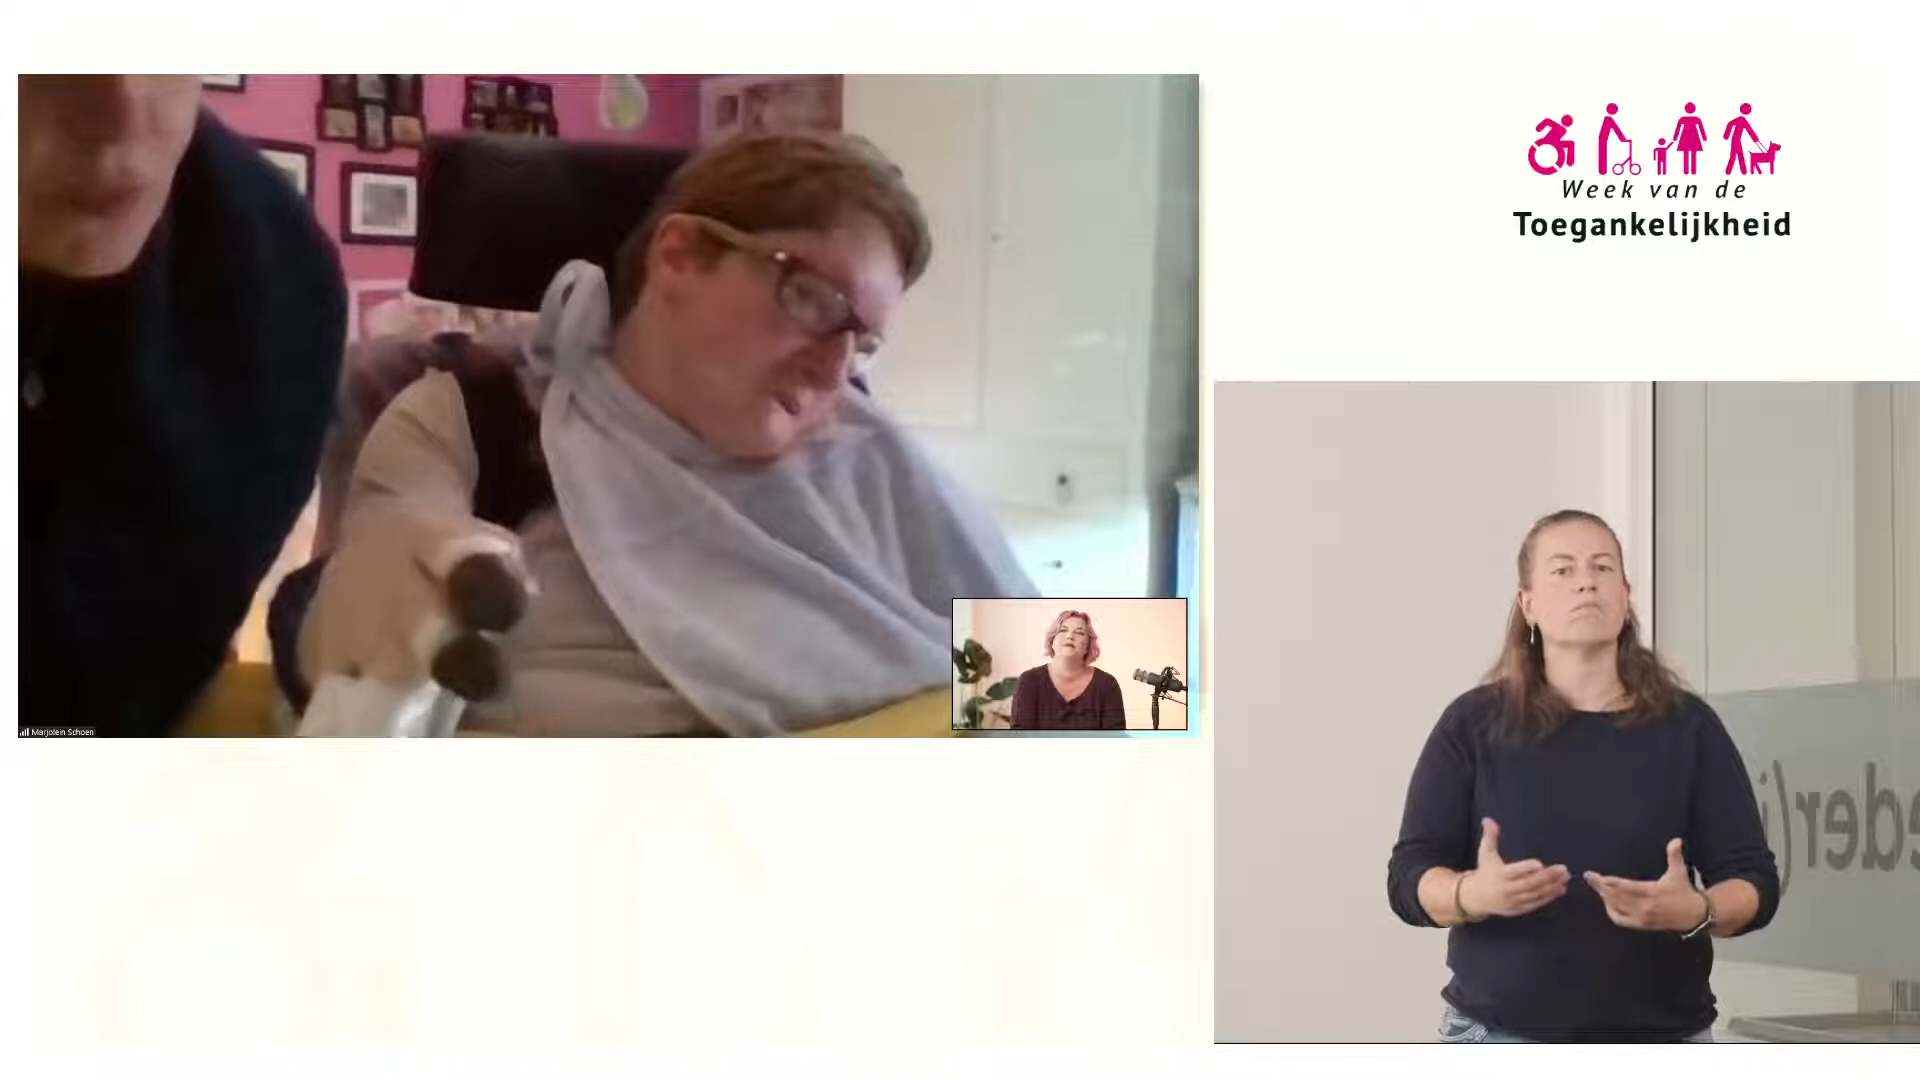 Week van de
Toegankelijkheid
Marjolein Schoen